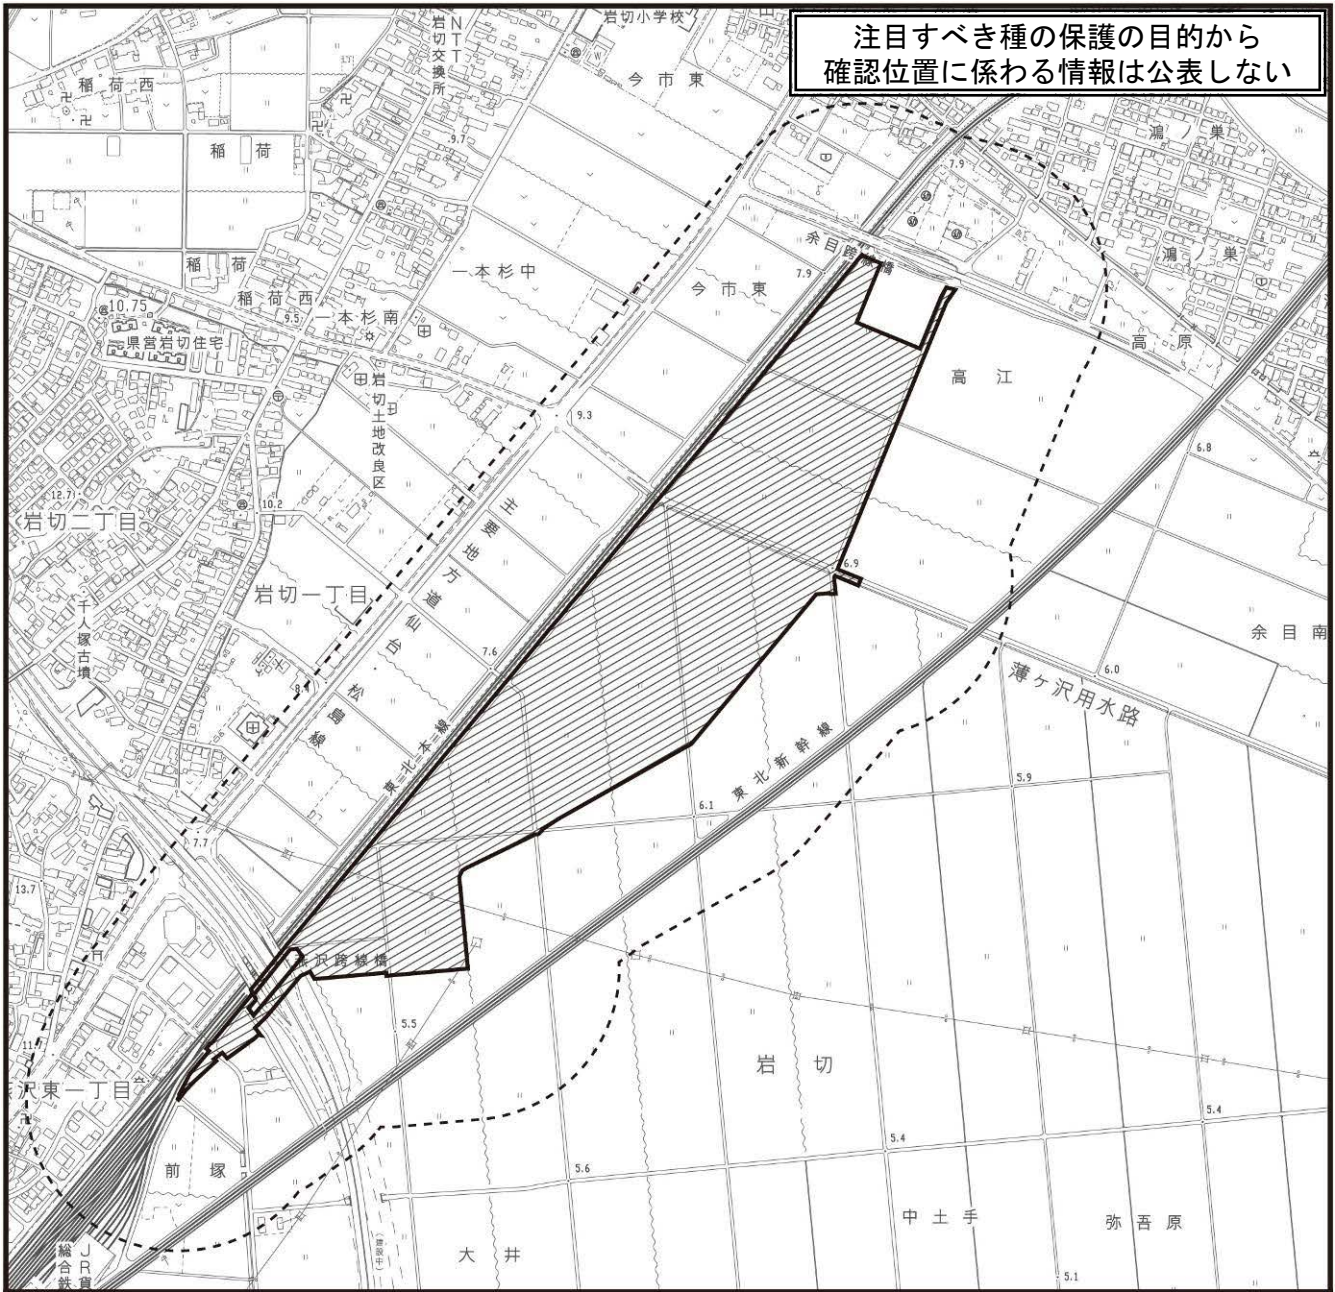 注目すべき種の保護の目的から
確認位置に係わる情報は公表しない
岩切小学校
NTT
岩切交換所
今市東
稲荷西
稲荷
9.7
鴻ノ巣
7.9
稲荷
一本杉中
今市東
7.9
余目跨線橋
鴻ノ巣
稲荷西
10.75
9.5
一本杉南
県営岩切住宅
高原
高江
岩切土地改良区
9.3
6.8
12.7
岩切二丁目
10.2
主要地方道仙台・松島線
6.9
岩切一丁目
千人塚古墳
余目南
7.6
6.0
薄ヶ沢用水路
東北本線
東北新幹線
5.9
6.1
7.7
13.7
沢跨線橋
5.5
11.7
岩切
沢東一丁目
5.4
5.4
前塚
5.6
中土手
弥吾原
(建設中)
大井
JR貨
総合鉄
5.1